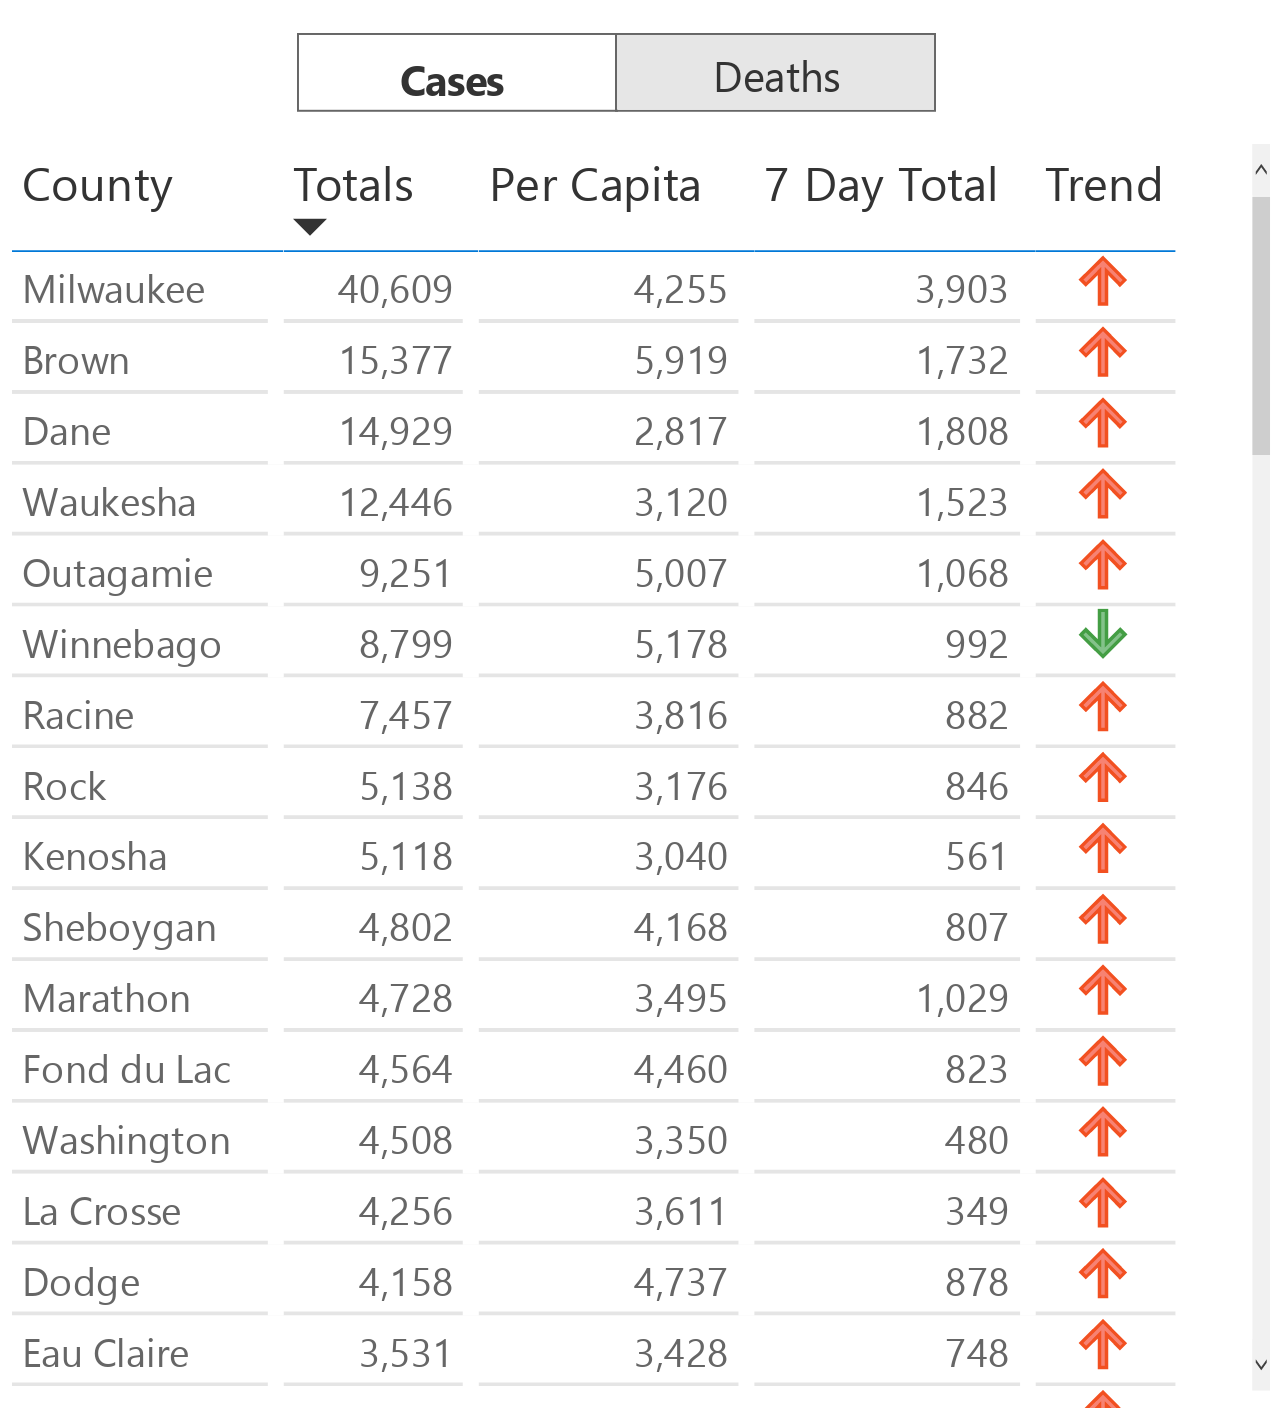 Cases Deaths
County Totals Per Capita 7 Day Total Trend
Milwaukee 40,609 4,255 3,903
Brown 15,377 5,919 1,732
Dane 14,929 2,817 1,808
Waukesha 12,446 3,120 1,523
Outagamie 9,251 5,007 1,068
Winnebago 8,799 5,178 992
Racine 7,457 3,816 882
Rock 5,138 3,176 846
Kenosha 5,118 3,040 561
Sheboygan 4,802 4,168 807
Marathon 4,728 3,495 1,029
Fond du Lac 4,564 4,460 823
Washington 4,508 3,350 480
La Crosse 4,256 3,611 349
Dodge 4,158 4,737 878
Eau Claire 3,531 3,428 748